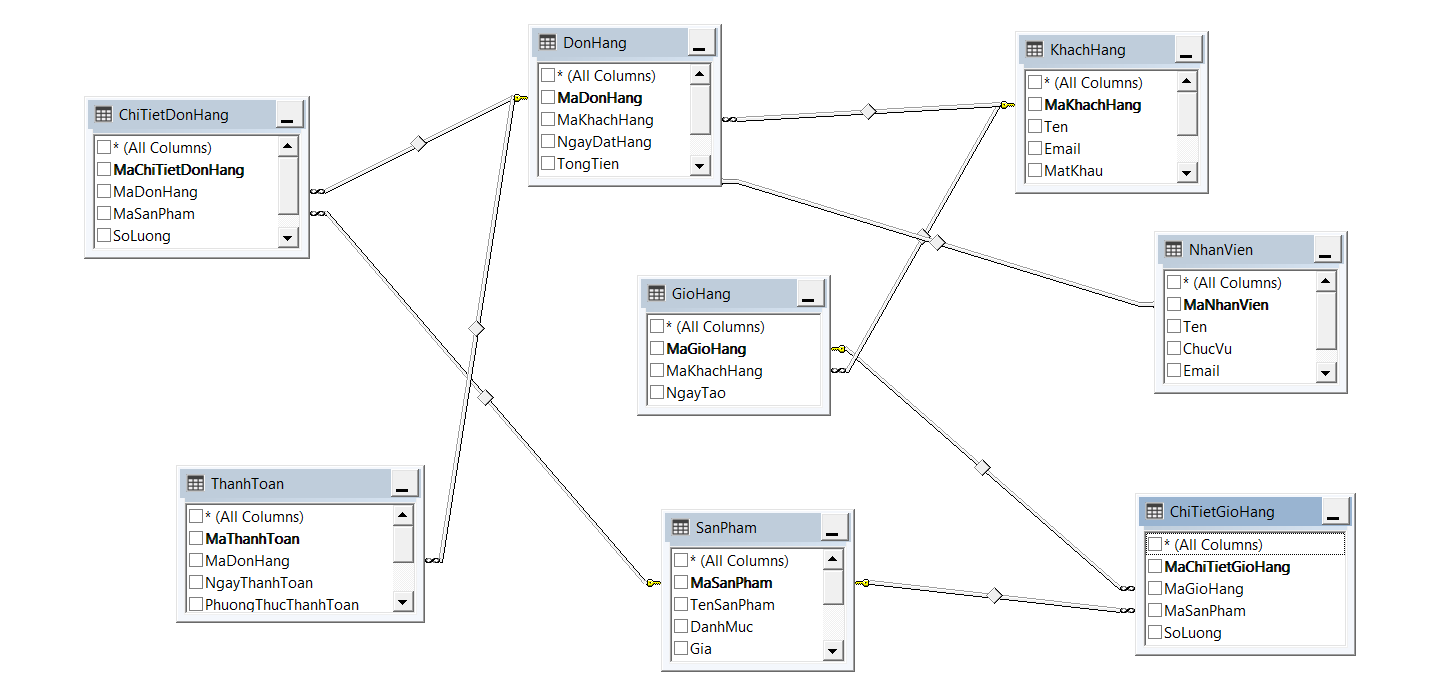 DonHang
* (All Columns)
MaDonHang
MaKhachHang
NgayDatHang
TongTien
KhachHang
* (All Columns)
MaKhachHang
Ten
Email
MatKhau
ChiTietDonHang
* (All Columns)
MaChiTietDonHang
MaDonHang
MaSanPham
SoLuong
NhanVien
* (All Columns)
MaNhanVien
Ten
ChucVu
Email
GioHang
* (All Columns)
MaGioHang
MaKhachHang
NgayTao
ThanhToan
* (All Columns)
MaThanhToan
MaDonHang
NgayThanhToan
PhuongThucThanhToan
SanPham
* (All Columns)
MaSanPham
TenSanPham
DanhMuc
Gia
ChiTietGioHang
* (All Columns)
MaChiTietGioHang
MaGioHang
MaSanPham
SoLuong